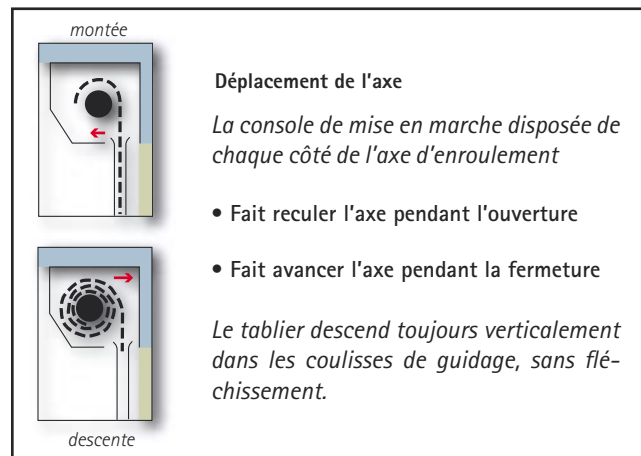 montée
Déplacement de l'axe
La console de mise en marche disposée de
chaque côté de l'axe d'enroulement
• Fait reculer l'axe pendant l'ouverture
• Fait avancer l'axe pendant la fermeture
Le tablier descend toujours verticalement
dans les coulisses de guidage, sans flé-
chissement.
descente